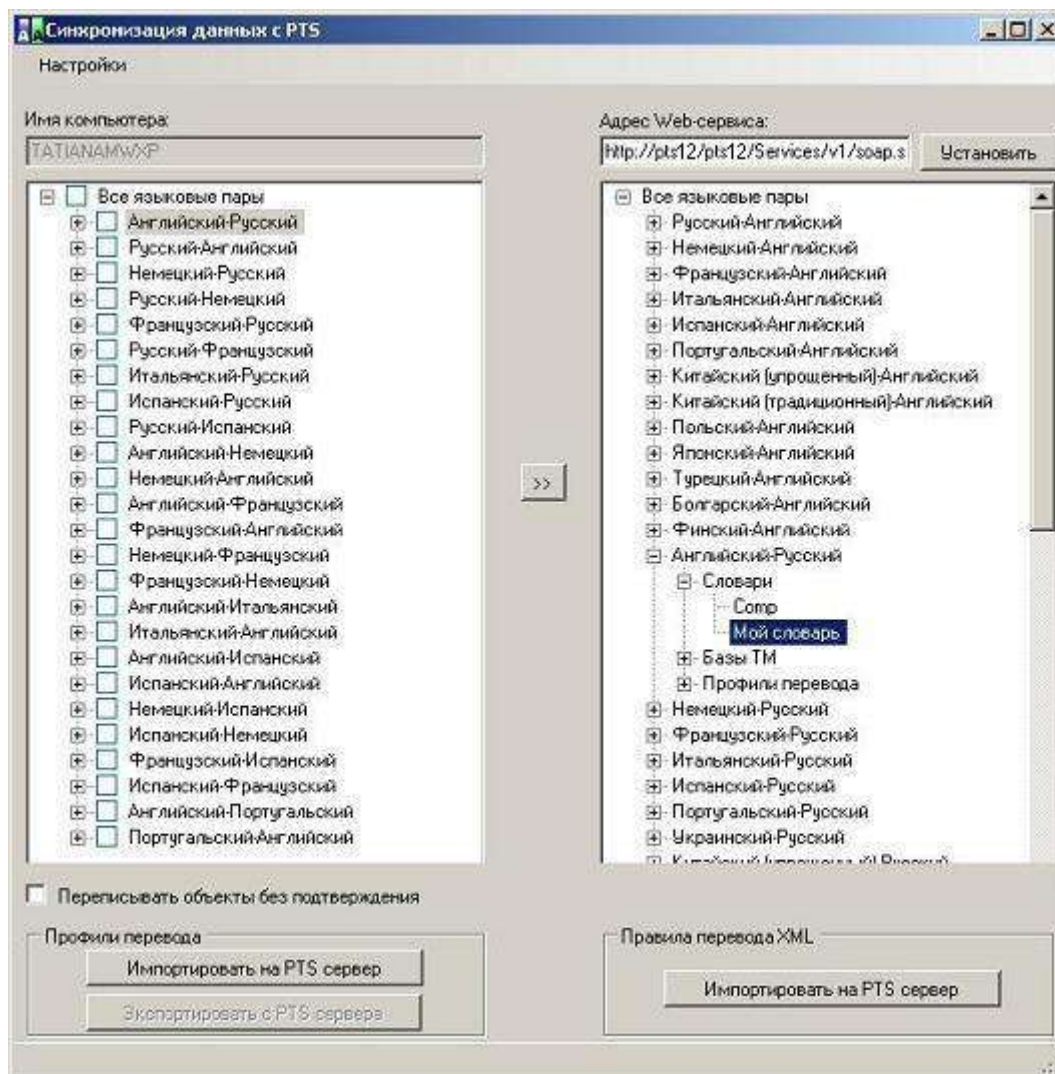 Синхронизация данных с PTS
Настройки
Имя компьютера:
TATIANAMWXP
Все языковые пары
Английский-Русский
Русский-Английский
Немецкий-Русский
Русский-Немецкий
Французский-Русский
Русский-Французский
Итальянский-Русский
Испанский-Русский
Русский-Испанский
Английский-Немецкий
Немецкий-Английский
Английский-Французский
Французский-Английский
Немецкий-Французский
Французский-Немецкий
Английский-Итальянский
Итальянский-Английский
Английский-Испанский
Испанский-Английский
Немецкий-Испанский
Испанский-Немецкий
Французский-Испанский
Испанский-Французский
Английский-Португальский
Португальский-Английский
>>
Адрес Web-сервиса:
http://pts12/pts12/Services/v1/soap.s
Установить
Все языковые пары
Русский-Английский
Немецкий-Английский
Французский-Английский
Итальянский-Английский
Испанский-Английский
Португальский-Английский
Китайский (упрощенный)-Английский
Китайский (традиционный)-Английский
Польский-Английский
Японский-Английский
Турецкий-Английский
Болгарский-Английский
Финский-Английский
Английский-Русский
Словари
Comp
Мой словарь
Базы ТМ
Профили перевода
Немецкий-Русский
Французский-Русский
Итальянский-Русский
Испанский-Русский
Португальский-Русский
Украинский-Русский
Китайский (упрощенный)-Русский
Переписывать объекты без подтверждения
Профили перевода
Импортировать на PTS сервер
Экспортировать с PTS сервера
Правила перевода XML
Импортировать на PTS сервер